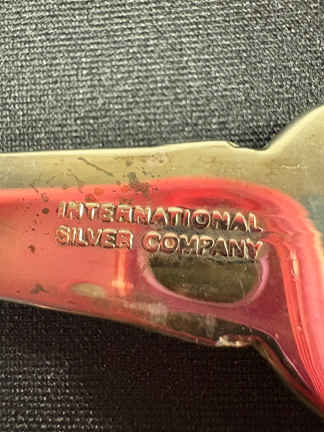 INTERNATIONAL
SILVER COMPANY